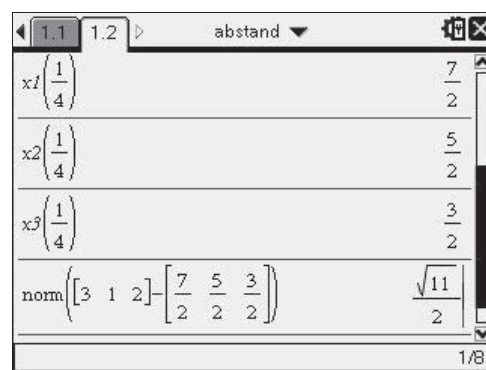 1.1 1.2 abstand
x1(1/4) 7/2
x2(1/4) 5/2
x3(1/4) 3/2
norm([3 1 2]-[7/2 5/2 3/2]) √11/2
1/8